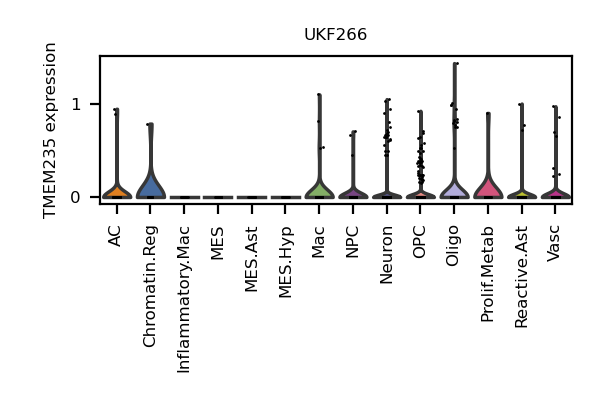 UKF266
TMEM235 expression
1
0
AC
Chromatin.Reg
Inflammatory.Mac
MES
MES.Ast
MES.Hyp
Mac
NPC
Neuron
OPC
Oligo
Prolif.Metab
Reactive.Ast
Vasc